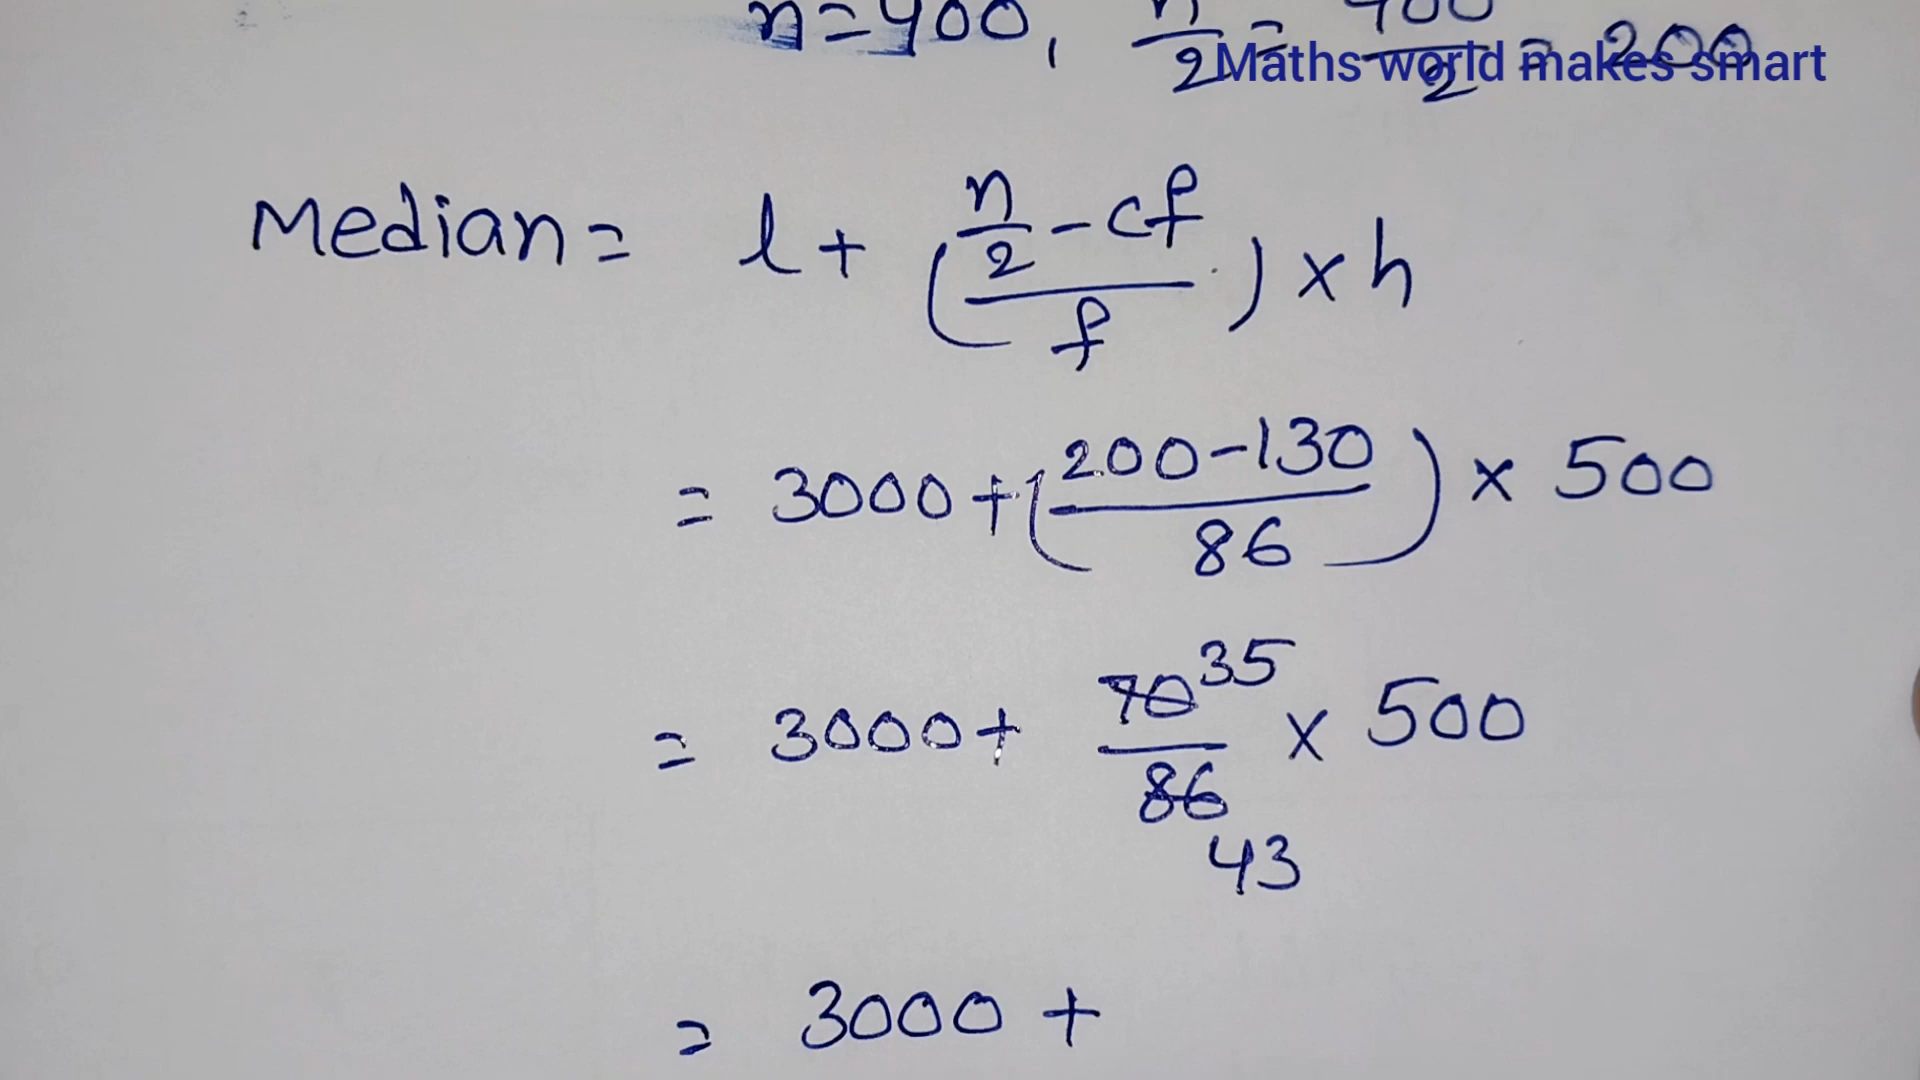 n=400, n/2 = 400/2 = 200
Maths world makes smart
Median = l + ((n/2 - cf)/f) × h
= 3000 + ((200-130)/86) × 500
= 3000 + 70/86 × 500
35
43
= 3000 +